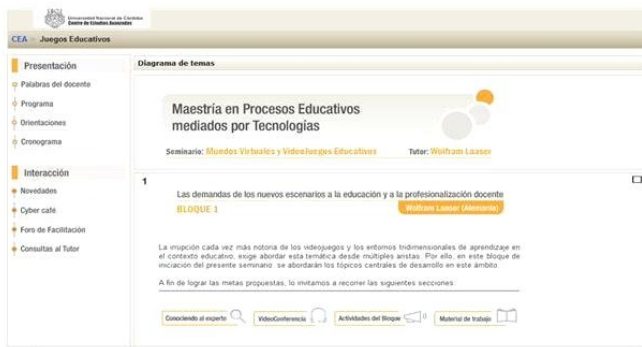 Universidad Nacional de Córdoba
Centro de Estudios Avanzados
CEA » Juegos Educativos
Presentación
Palabras del docente
Programa
Orientaciones
Cronograma
Interacción
Novedades
Cyber café
Foro de Facilitación
Consultas al Tutor
Diagrama de temas
Maestría en Procesos Educativos
mediados por Tecnologías
Seminario: Mundos Virtuales y VideoJuegos Educativos Tutor: Wolfram Laaser
1
Las demandas de los nuevos escenarios a la educación y a la profesionalización docente
BLOQUE 1 Wolfram Laaser (Alemania)
La irrupción cada vez más notoria de los videojuegos y los entornos tridimensionales de aprendizaje en
el contexto educativo, exige abordar esta temática desde múltiples aristas. Por ello, en este bloque de
iniciación del presente seminario, se abordarán los tópicos centrales de desarrollo en este ámbito.
A fin de lograr las metas propuestas, lo invitamos a recorrer las siguientes secciones:
Conociendo al experto VideoConferencia Actividades del Bloque Material de trabajo